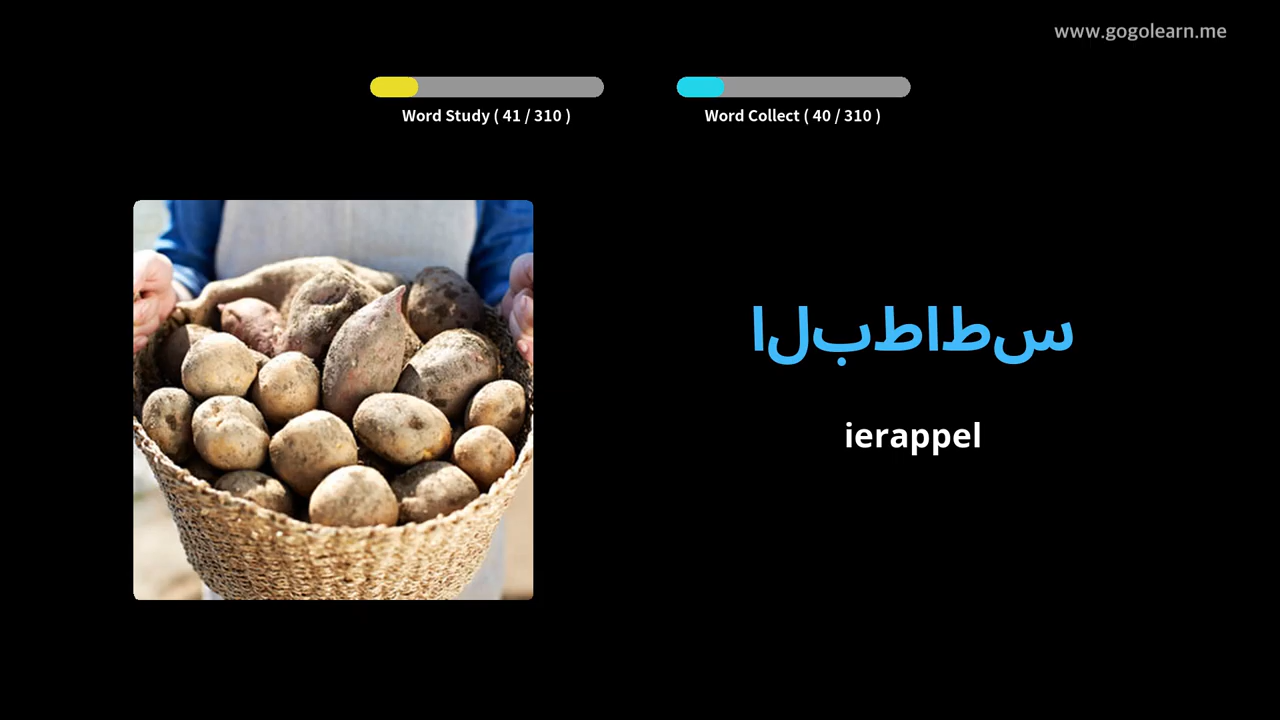 www.gogolearn.me
Word Study ( 41 / 310 )
Word Collect ( 40 / 310 )
البطاطس
ierappel